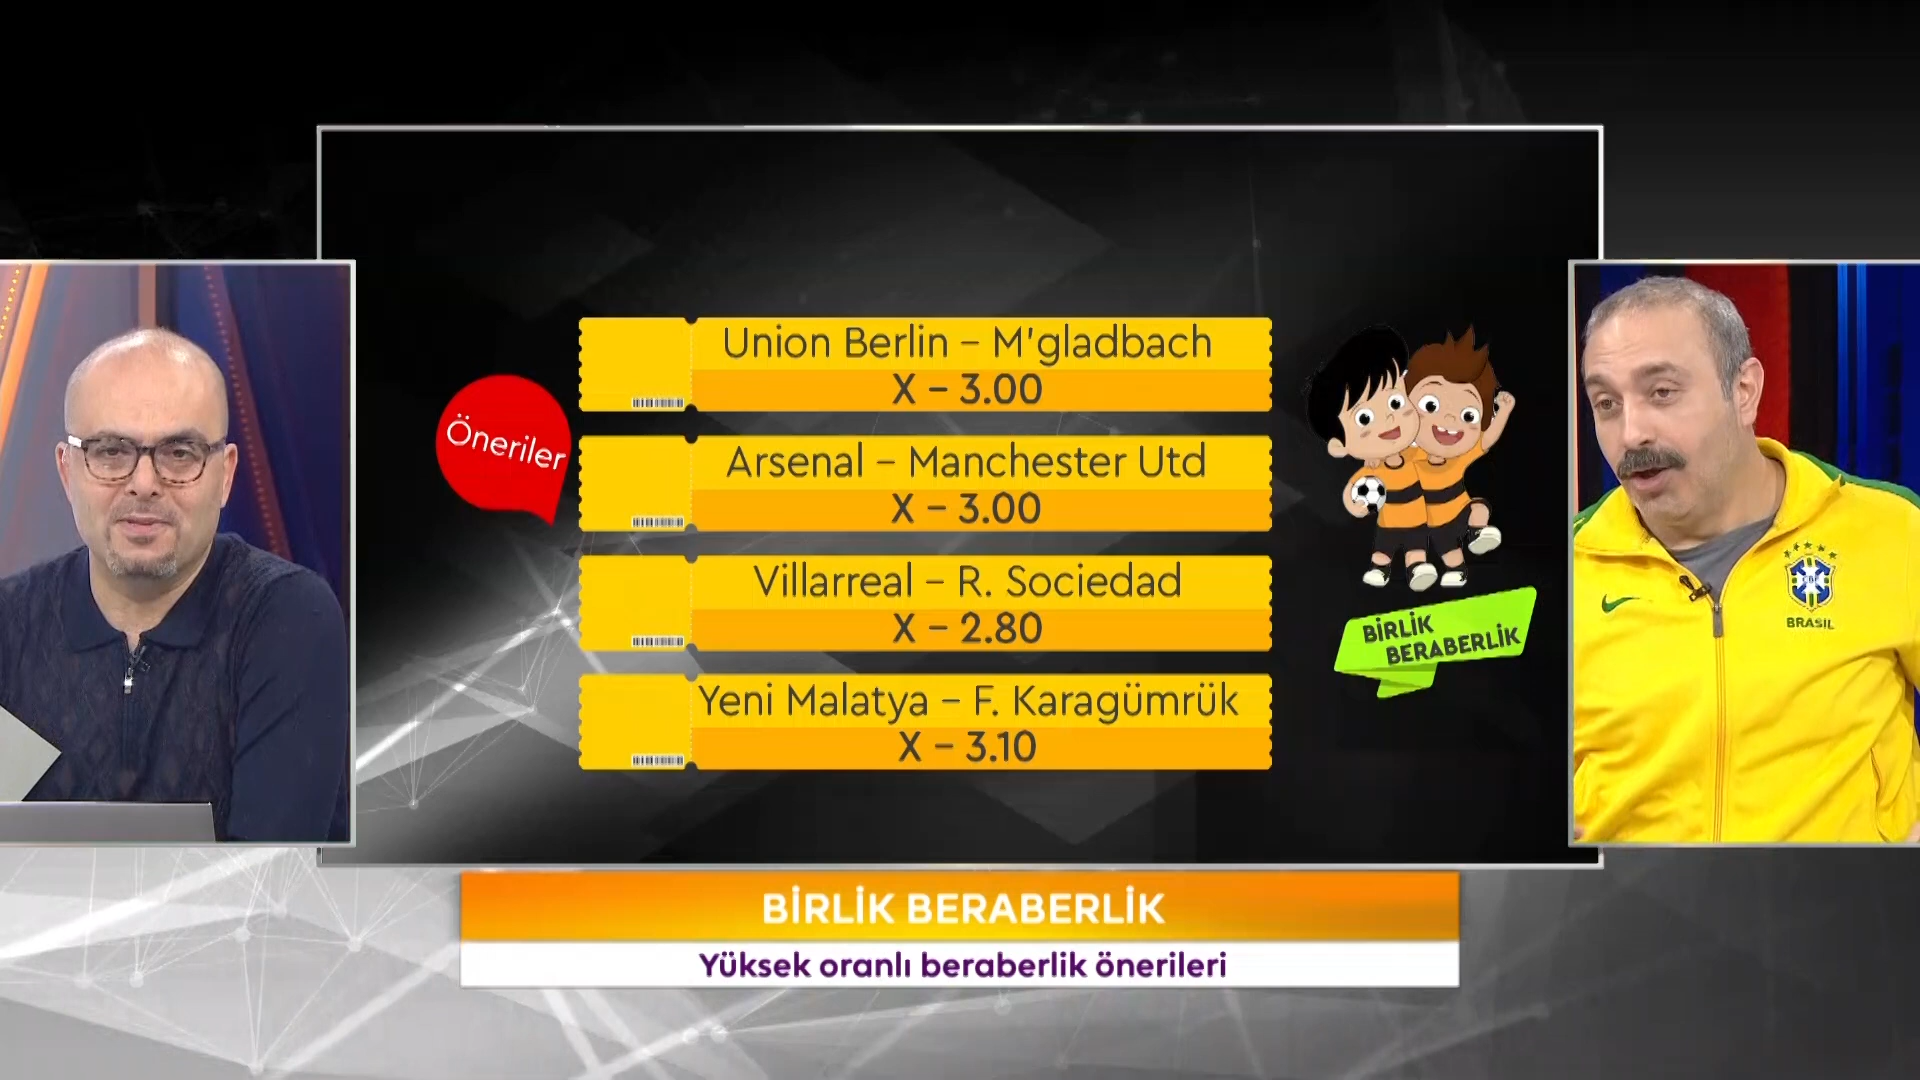 Öneriler
Union Berlin – M'gladbach
X – 3.00
Arsenal – Manchester Utd
X – 3.00
Villarreal – R. Sociedad
X – 2.80
Yeni Malatya – F. Karagümrük
X – 3.10
BİRLİK
BERABERLİK
CBF
BRASIL
BİRLİK BERABERLİK
Yüksek oranlı beraberlik önerileri